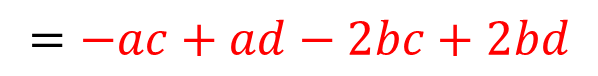 = −ac + ad − 2bc + 2bd